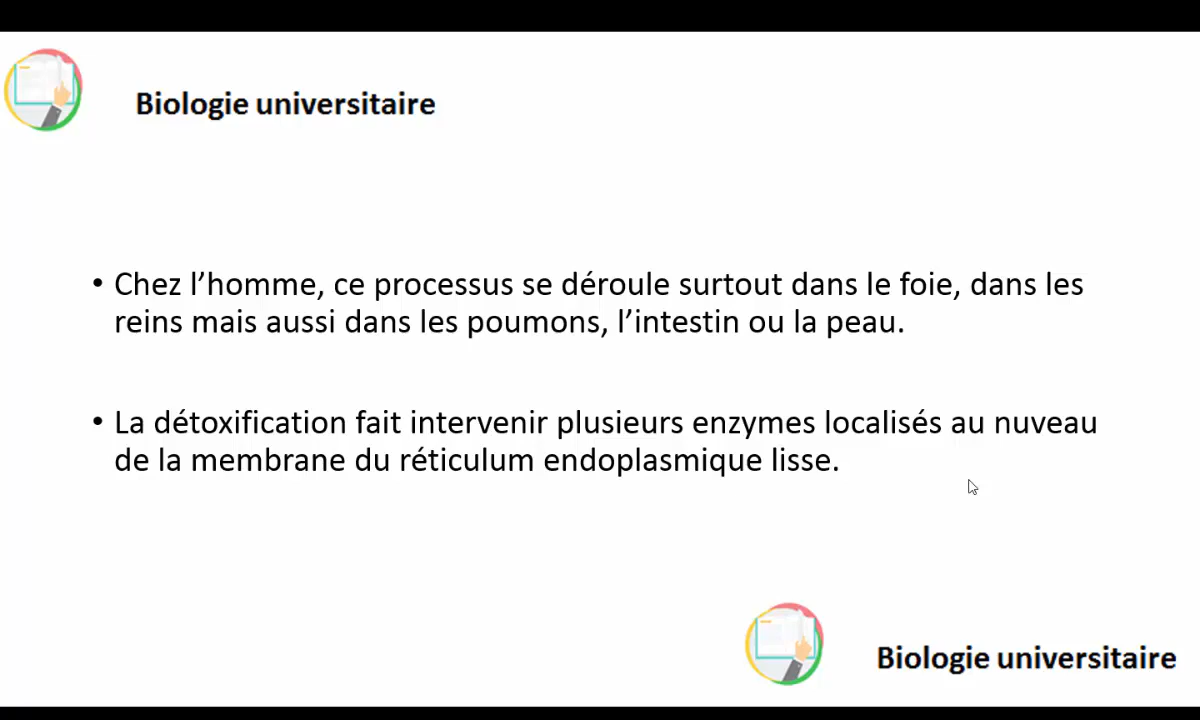 Biologie universitaire
• Chez l’homme, ce processus se déroule surtout dans le foie, dans les
reins mais aussi dans les poumons, l’intestin ou la peau.
• La détoxification fait intervenir plusieurs enzymes localisés au nuveau
de la membrane du réticulum endoplasmique lisse.
Biologie universitaire